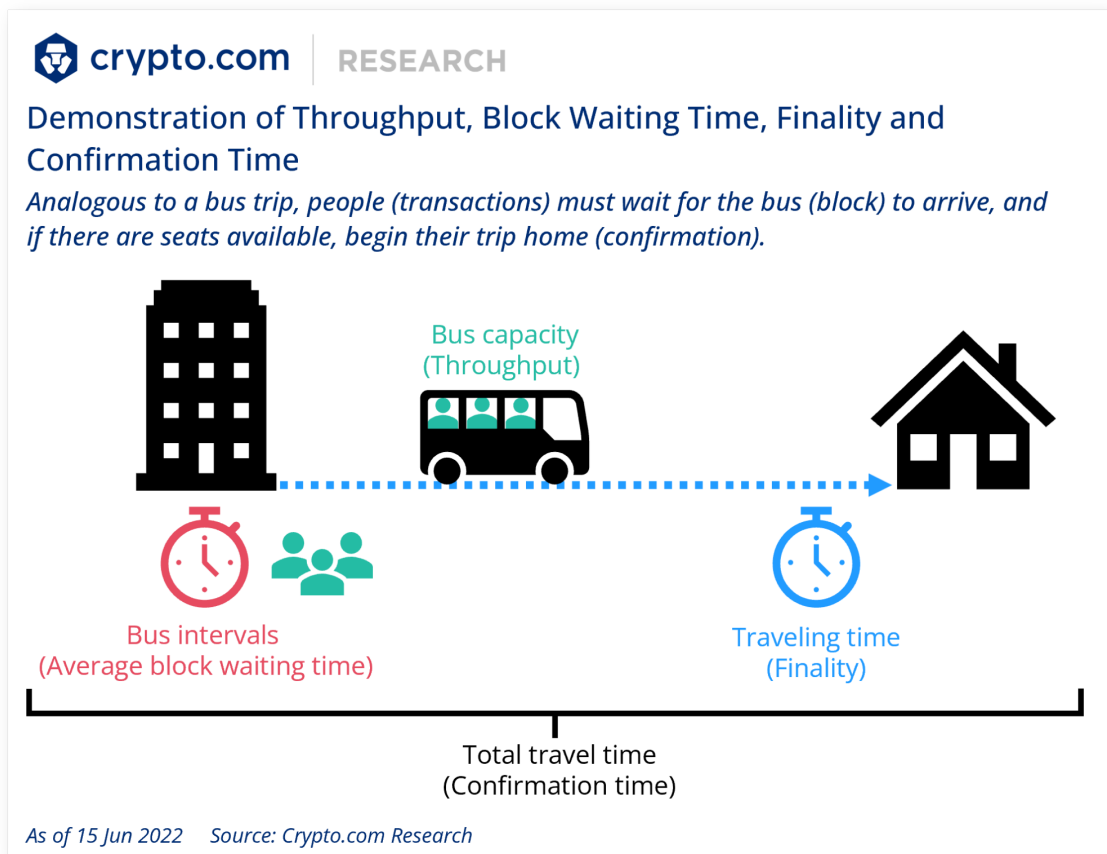 crypto.com | RESEARCH
Demonstration of Throughput, Block Waiting Time, Finality and
Confirmation Time
Analogous to a bus trip, people (transactions) must wait for the bus (block) to arrive, and
if there are seats available, begin their trip home (confirmation).
Bus capacity
(Throughput)
Bus intervals
(Average block waiting time)
Traveling time
(Finality)
Total travel time
(Confirmation time)
As of 15 Jun 2022 Source: Crypto.com Research